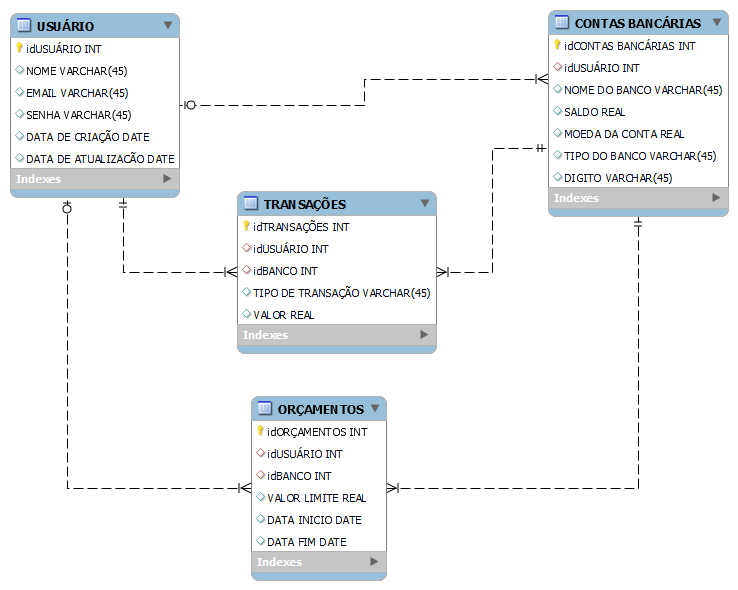 USUÁRIO
idUSUÁRIO INT
NOME VARCHAR(45)
EMAIL VARCHAR(45)
SENHA VARCHAR(45)
DATA DE CRIAÇÃO DATE
DATA DE ATUALIZACÃO DATE
Indexes
CONTAS BANCÁRIAS
idCONTAS BANCÁRIAS INT
idUSUÁRIO INT
NOME DO BANCO VARCHAR(45)
SALDO REAL
MOEDA DA CONTA REAL
TIPO DO BANCO VARCHAR(45)
DIGITO VARCHAR(45)
Indexes
TRANSAÇÕES
idTRANSAÇÕES INT
idUSUÁRIO INT
idBANCO INT
TIPO DE TRANSAÇÃO VARCHAR(45)
VALOR REAL
Indexes
ORÇAMENTOS
idORÇAMENTOS INT
idUSUÁRIO INT
idBANCO INT
VALOR LIMITE REAL
DATA INICIO DATE
DATA FIM DATE
Indexes